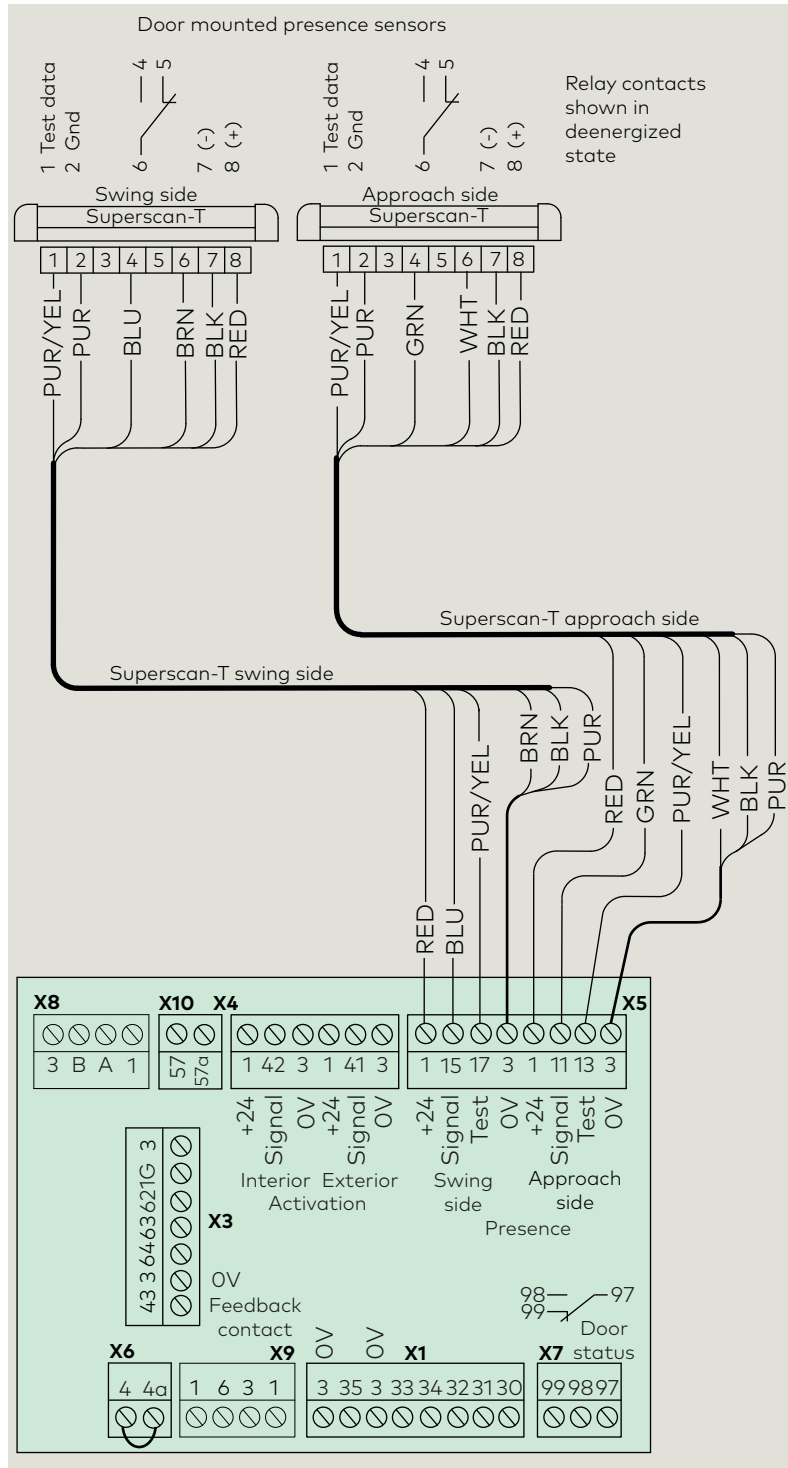 Door mounted presence sensors
1 Test data
2 Gnd
4
5
6
7 (-)
8 (+)
1 Test data
2 Gnd
4
5
6
7 (-)
8 (+)
Relay contacts
shown in
deenergized
state
Swing side
Superscan-T
1 2 3 4 5 6 7 8
Approach side
Superscan-T
1 2 3 4 5 6 7 8
PUR/YEL
PUR
BLU
BRN
BLK
RED
PUR/YEL
PUR
GRN
WHT
BLK
RED
Superscan-T approach side
Superscan-T swing side
RED
BLU
PUR/YEL
BRN
BLK
PUR
RED
GRN
PUR/YEL
WHT
BLK
PUR
X8
3 B A 1
X10
57
57a
X4
1 42 3 1 41 3
+24
Signal
0V
+24
Signal
0V
Interior Exterior
Activation
X5
1 15 17 3 1 11 13 3
+24
Signal
Test
0V
+24
Signal
Test
0V
Swing
side
Approach
side
Presence
43 3 64 63 62 1G 3
X3
0V
Feedback
contact
98
99
97
Door
status
X6
4 4a
X9
1 6 3 1
0V
0V
X1
3 35 3 33 34 32 31 30
X7
99 98 97